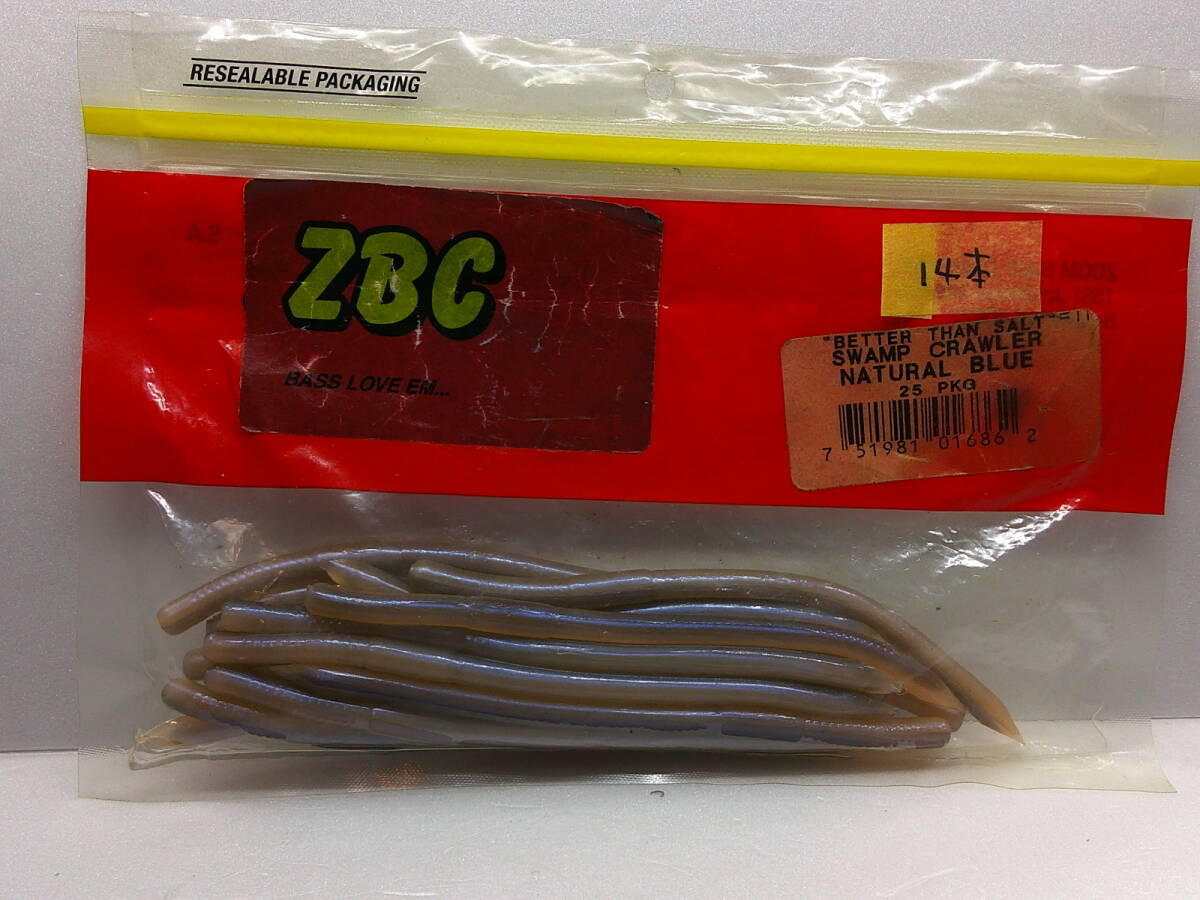 RESEALABLE PACKAGING
ZBC
BASS LOVE EM...
14本
"BETTER THAN SALT"
SWAMP CRAWLER
NATURAL BLUE
25 PKG
7 51981 01686 2